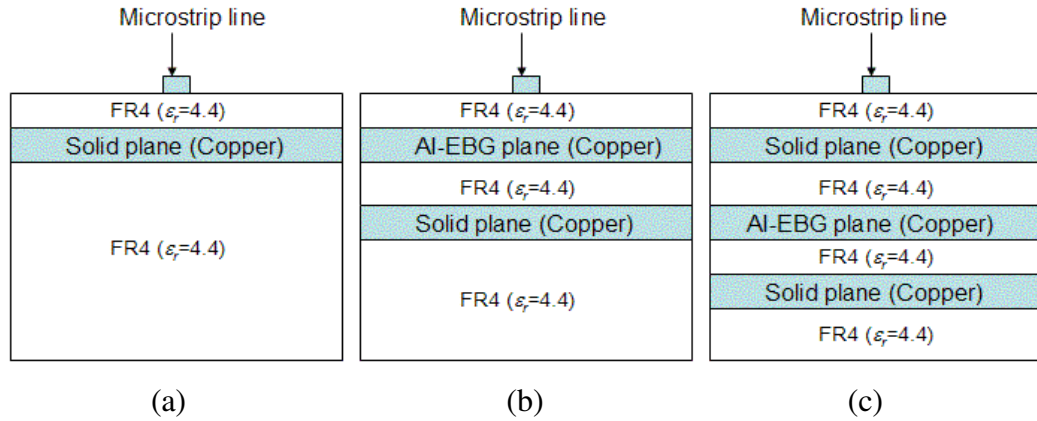 Microstrip line
FR4 (εr=4.4)
Solid plane (Copper)
FR4 (εr=4.4)
(a)
Microstrip line
FR4 (εr=4.4)
AI-EBG plane (Copper)
FR4 (εr=4.4)
Solid plane (Copper)
FR4 (εr=4.4)
(b)
Microstrip line
FR4 (εr=4.4)
Solid plane (Copper)
FR4 (εr=4.4)
AI-EBG plane (Copper)
FR4 (εr=4.4)
Solid plane (Copper)
FR4 (εr=4.4)
(c)